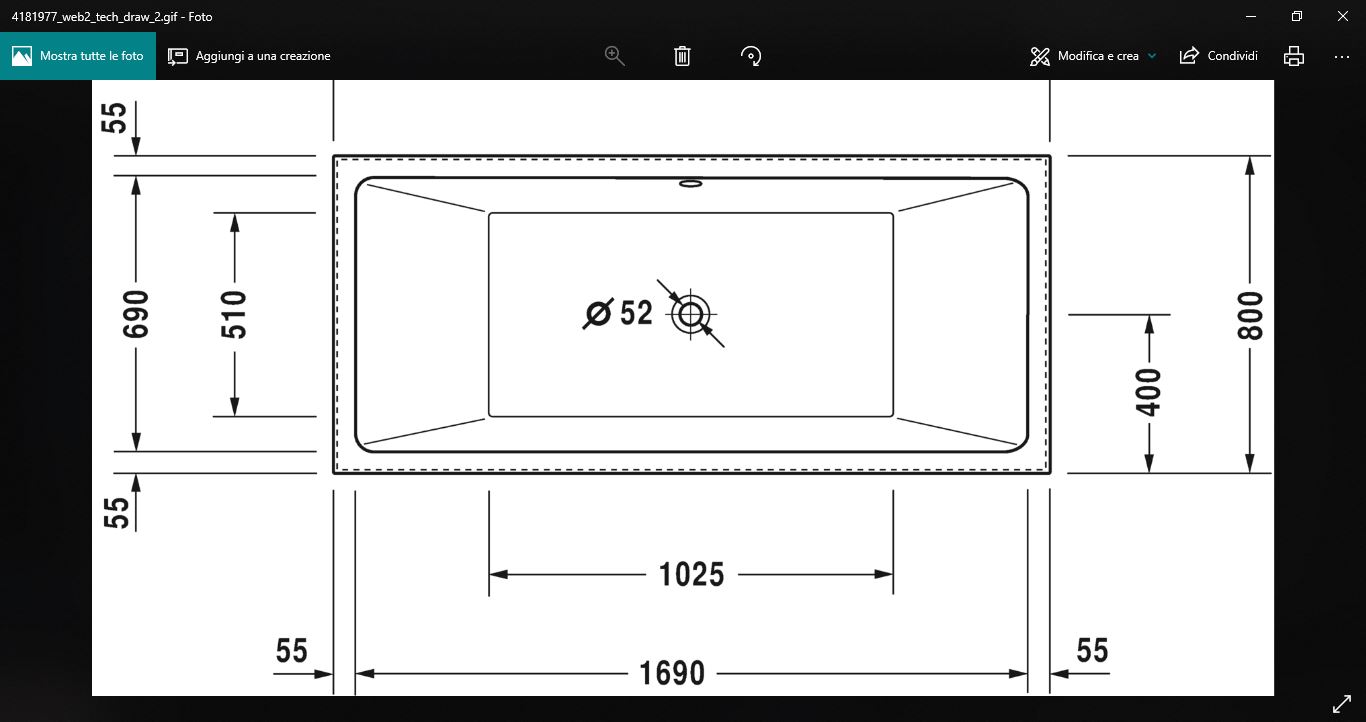 4181977_web2_tech_draw_2.gif - Foto
Mostra tutte le foto
Aggiungi a una creazione
Modifica e crea
Condividi
55
690
510
Ø 52
800
400
55
1025
55
1690
55